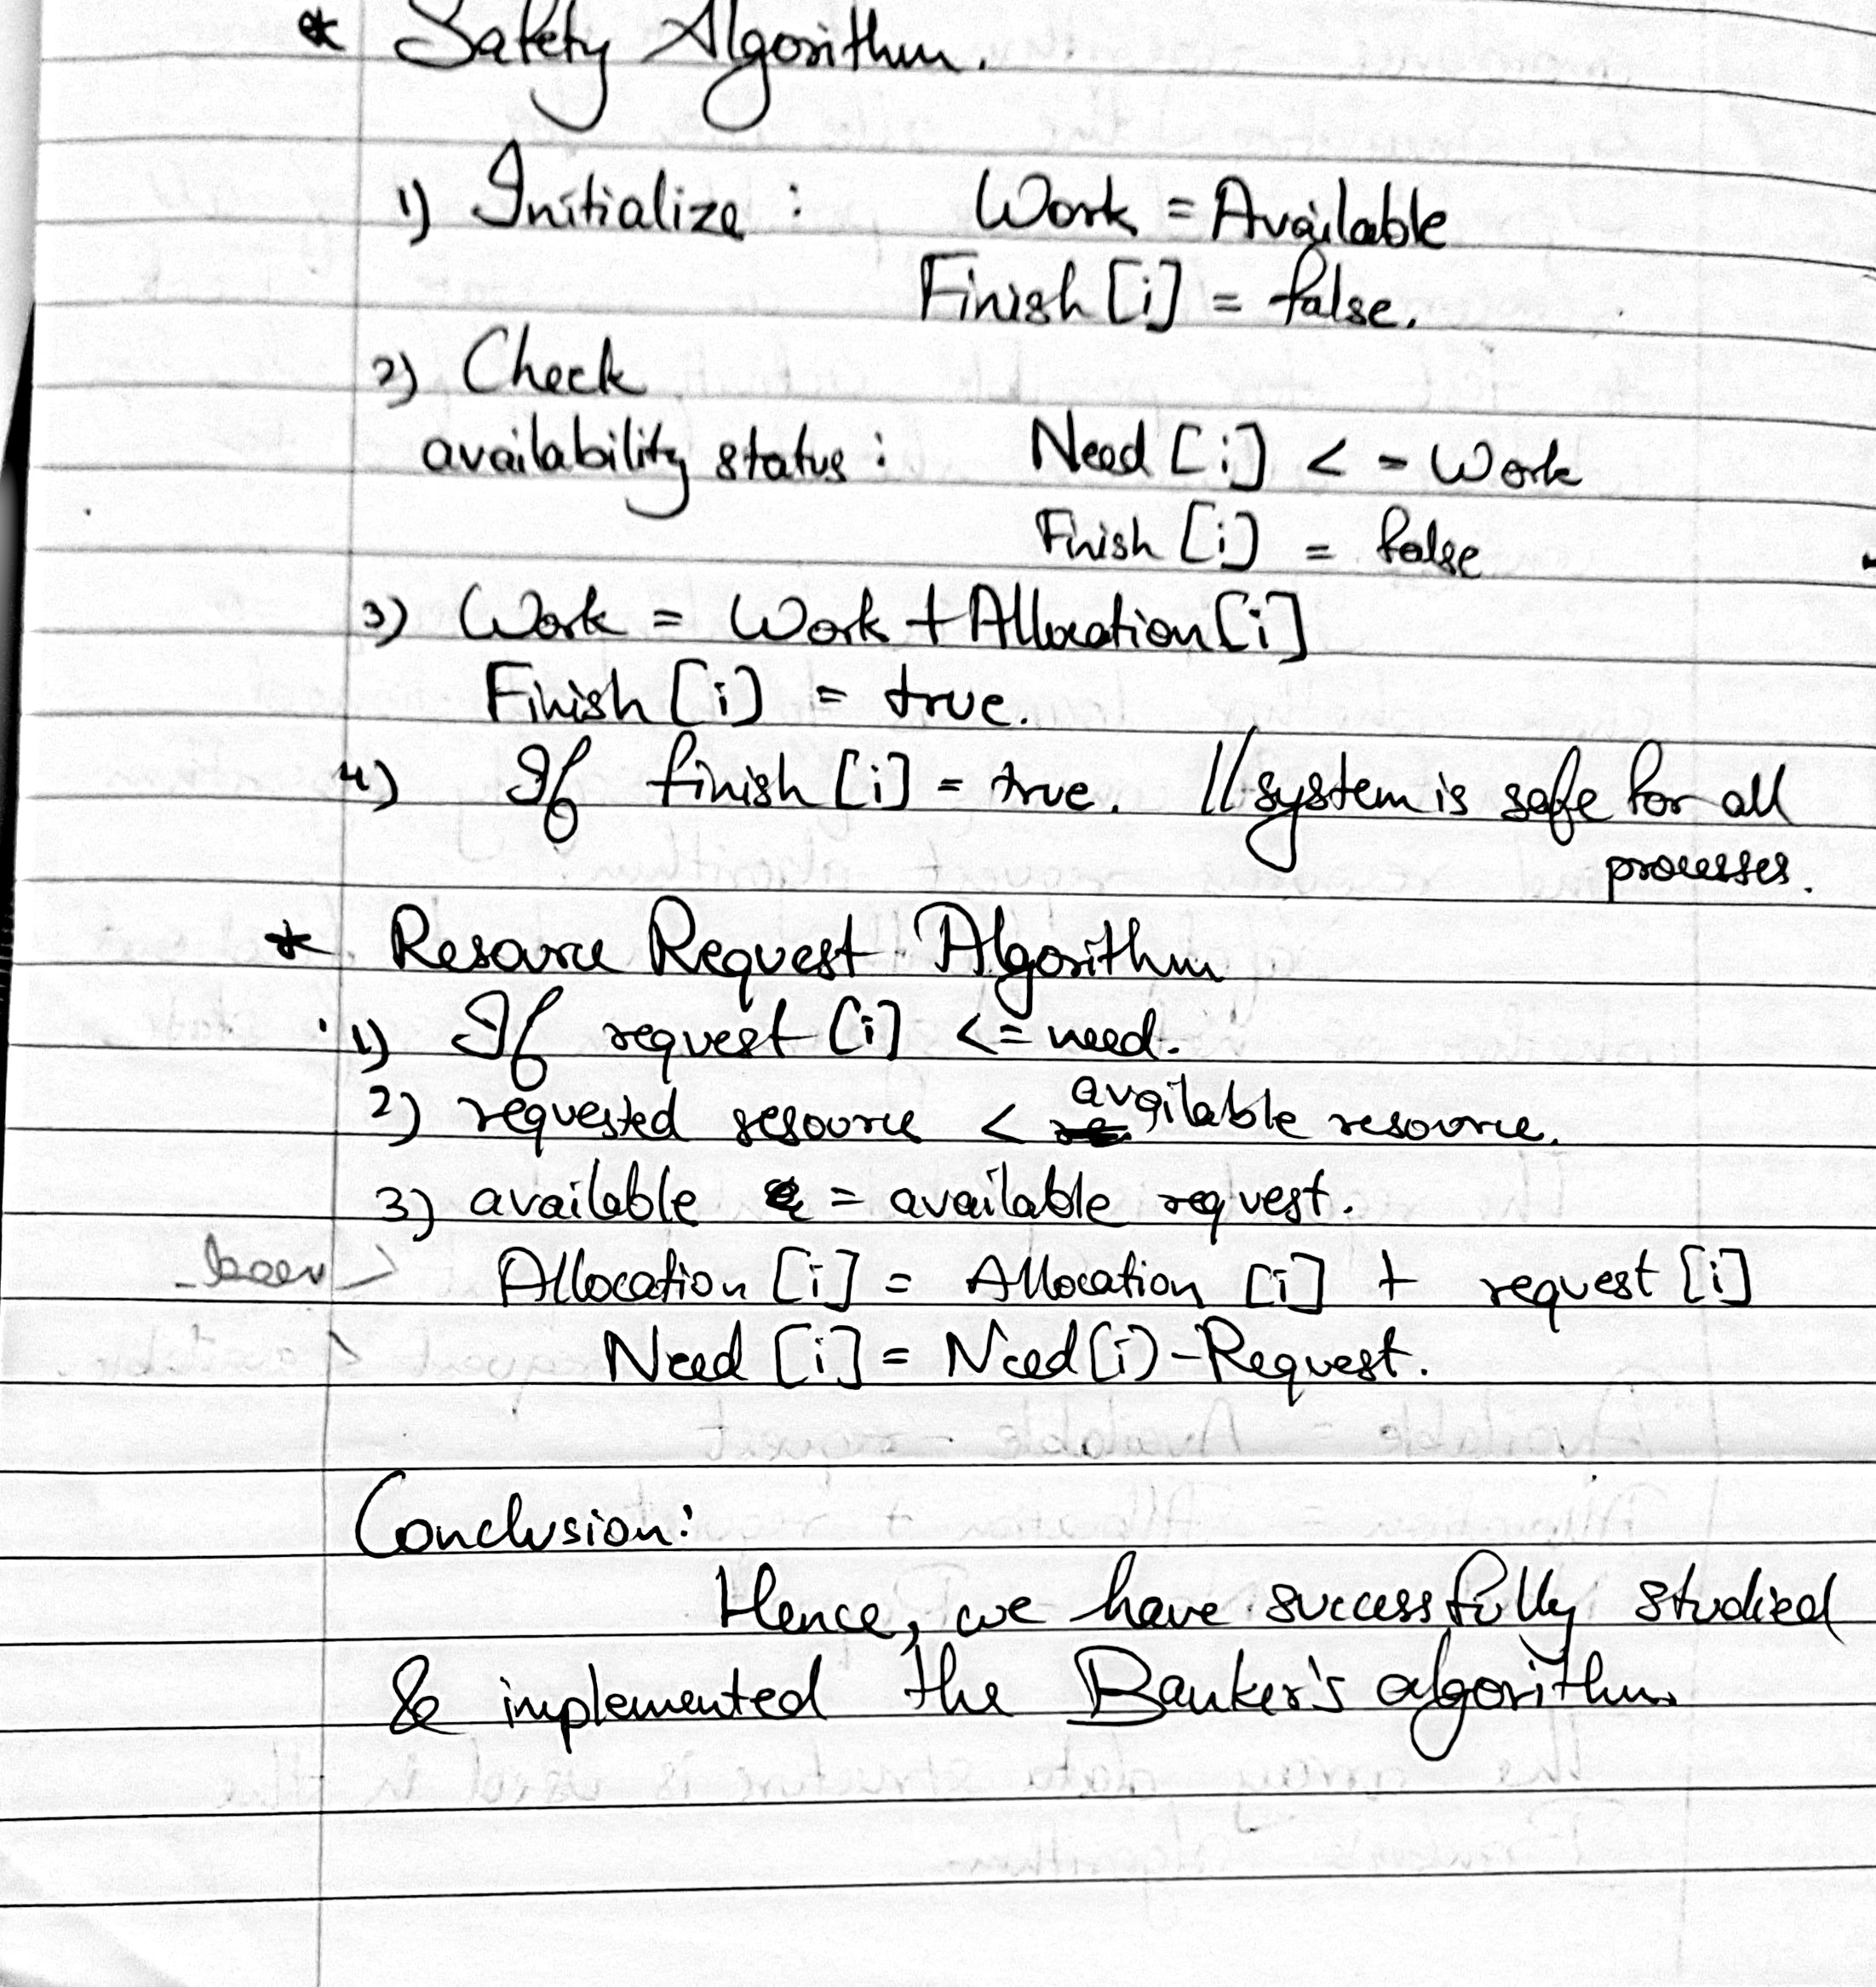 * Safety Algorithm.
1) Initialize : Work = Available
Finish [i] = false.
2) Check
availability status : Need [i] < = Work
Finish [i] = false
3) Work = Work + Allocation [i]
Finish [i] = true.
4) If finish [i] = true. //system is safe for all
processes.
* Resource Request Algorithm
1) If request [i] <= need.
2) requested resource < available resource.
3) available = available request.
Allocation [i] = Allocation [i] + request [i]
Need [i] = Need (i) - Request.
Conclusion:
Hence, we have successfully studied
& implemented the Banker's algorithm.